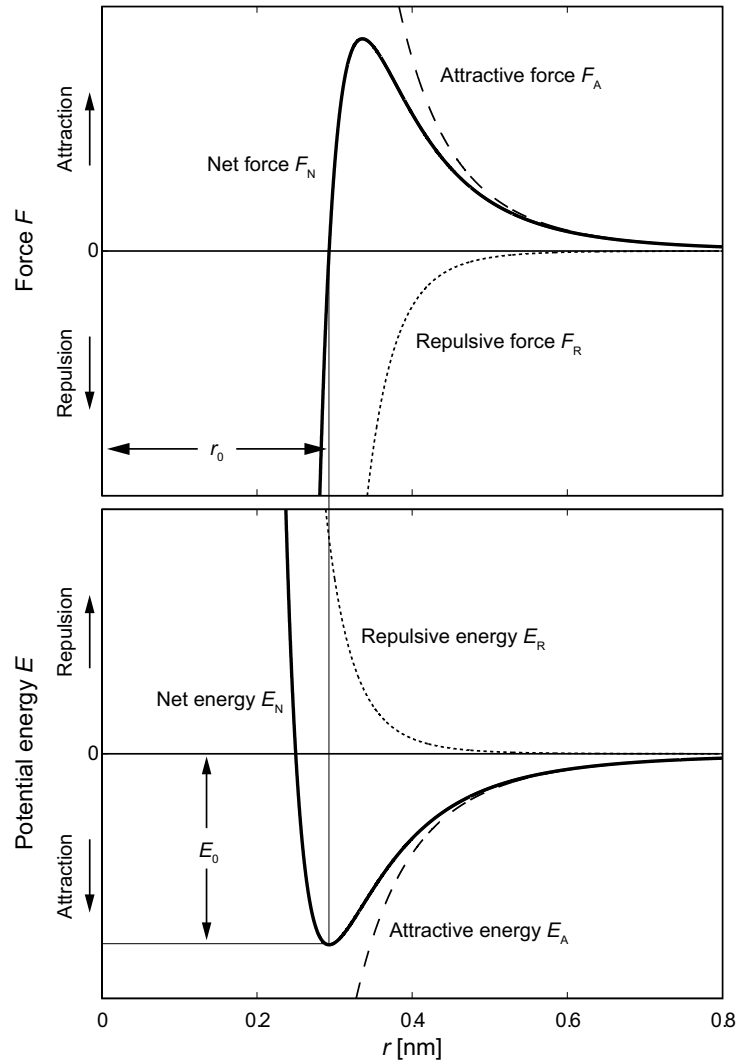 Attractive force F_A
Attraction
Net force F_N
Force F
0
Repulsive force F_R
Repulsion
r_0
Repulsion
Repulsive energy E_R
Net energy E_N
Potential energy E
0
E_0
Attraction
Attractive energy E_A
0 0.2 0.4 0.6 0.8
r [nm]